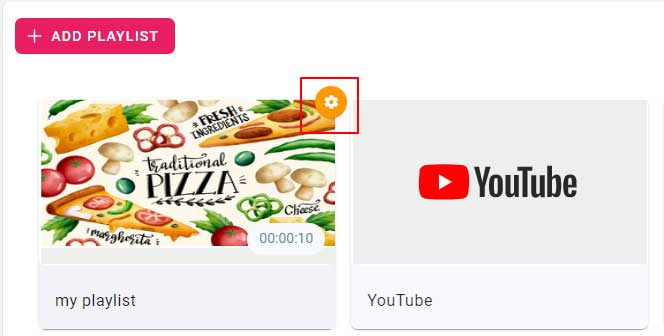 + ADD PLAYLIST
FRESH
INGREDIENTS
traditional
PIZZA
Cheese
margherita
00:00:10
YouTube
my playlist
YouTube